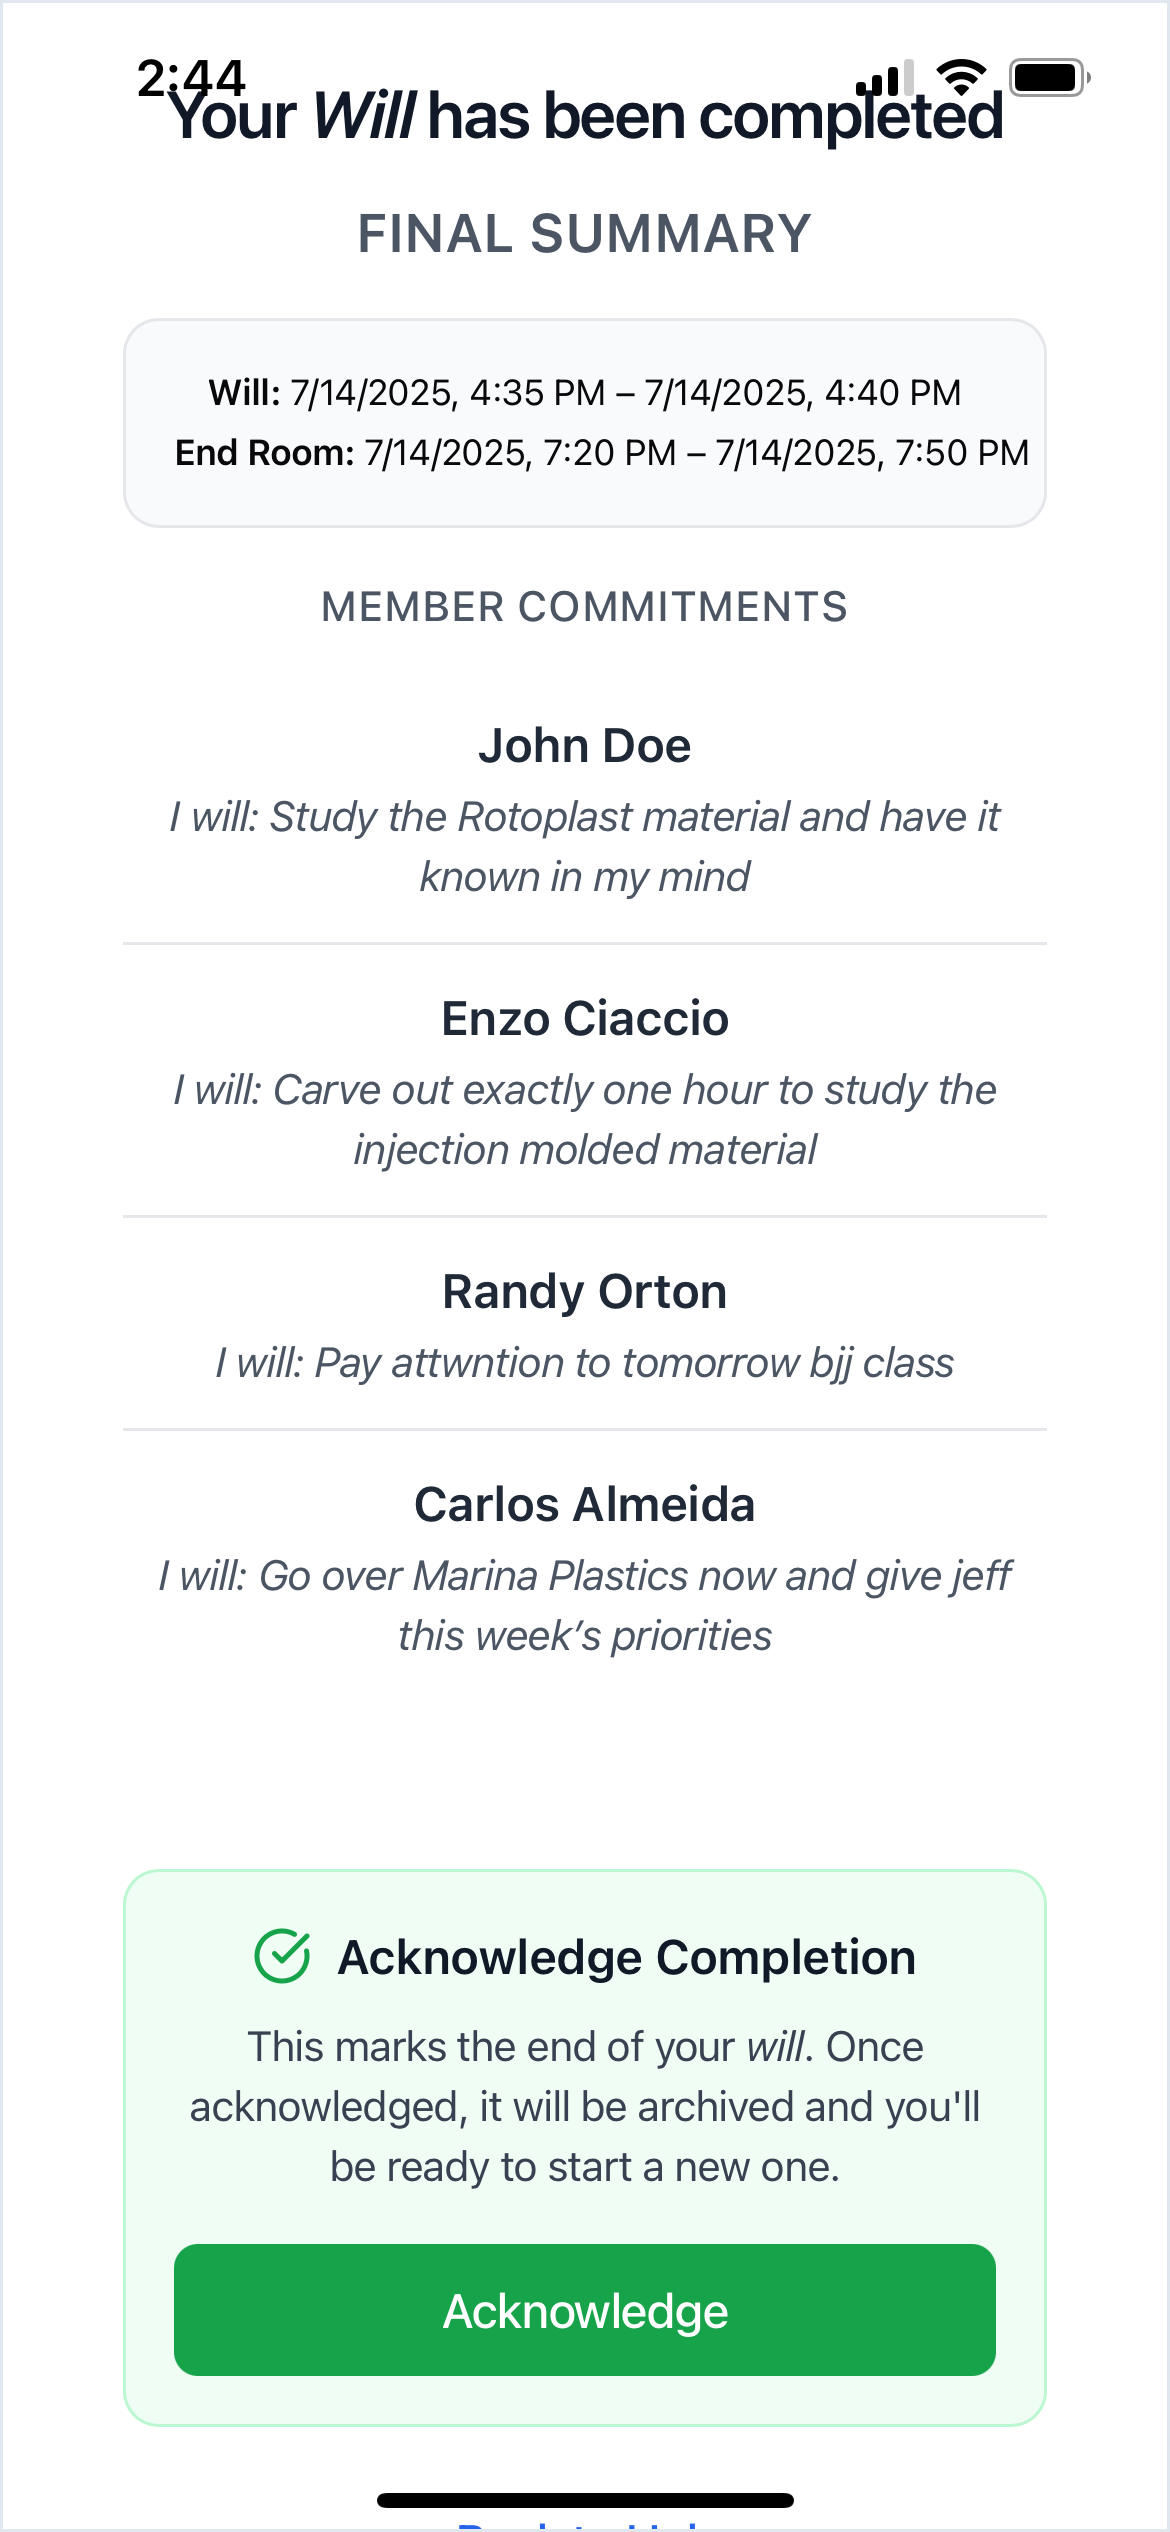 2:44
Your Will has been completed
FINAL SUMMARY
Will: 7/14/2025, 4:35 PM – 7/14/2025, 4:40 PM
End Room: 7/14/2025, 7:20 PM – 7/14/2025, 7:50 PM
MEMBER COMMITMENTS
John Doe
I will: Study the Rotoplast material and have it
known in my mind
Enzo Ciaccio
I will: Carve out exactly one hour to study the
injection molded material
Randy Orton
I will: Pay attwntion to tomorrow bjj class
Carlos Almeida
I will: Go over Marina Plastics now and give jeff
this week’s priorities
Acknowledge Completion
This marks the end of your will. Once
acknowledged, it will be archived and you'll
be ready to start a new one.
Acknowledge